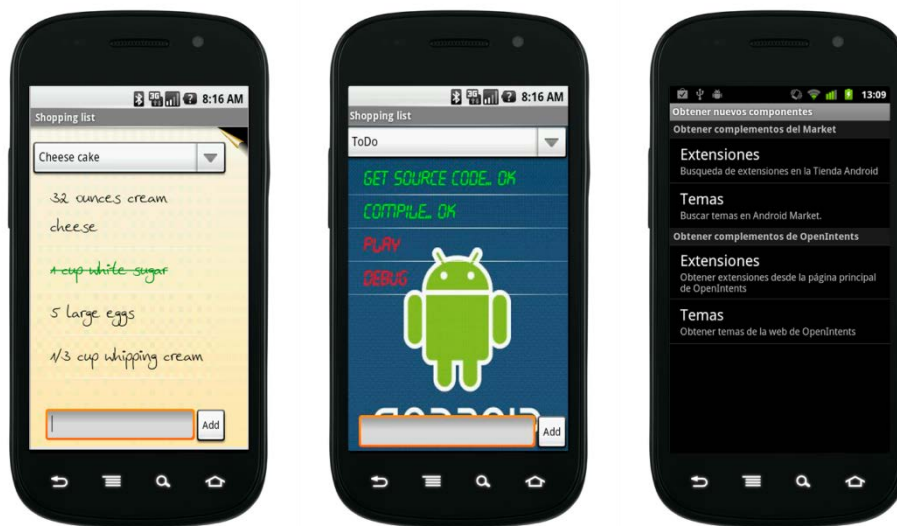 8:16 AM
Shopping list
Cheese cake
32 ounces cream
cheese
1 cup white sugar
5 large eggs
1/3 cup whipping cream
Add
8:16 AM
Shopping list
ToDo
GET SOURCE CODE.. OK
COMPILE.. OK
PLAY
DEBUG
ANDROID
Add
13:09
Obtener nuevos componentes
Obtener complementos del Market
Extensiones
Busqueda de extensiones en la Tienda Android
Temas
Buscar temas en Android Market.
Obtener complementos de OpenIntents
Extensiones
Obtener extensiones desde la página principal
de OpenIntents
Temas
Obtener temas de la web de OpenIntents